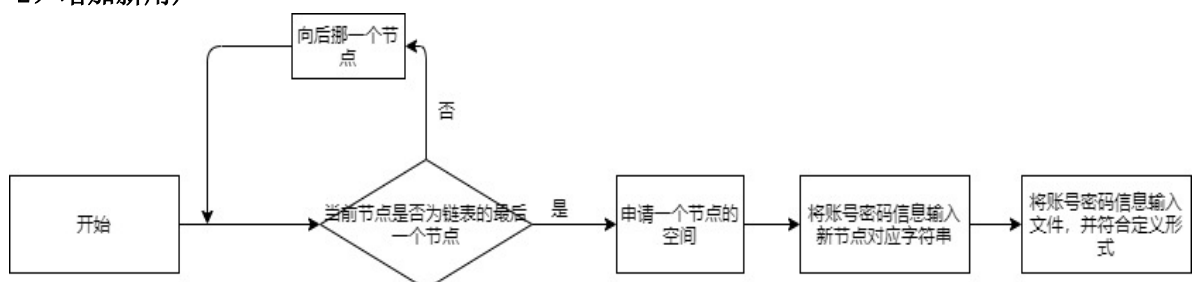 向后挪一个节
点
否
开始
当前节点是否为链表的最后
一个节点
是
申请一个节点的
空间
将账号密码信息输入
新节点对应字符串
将账号密码信息输入
文件，并符合定义形
式